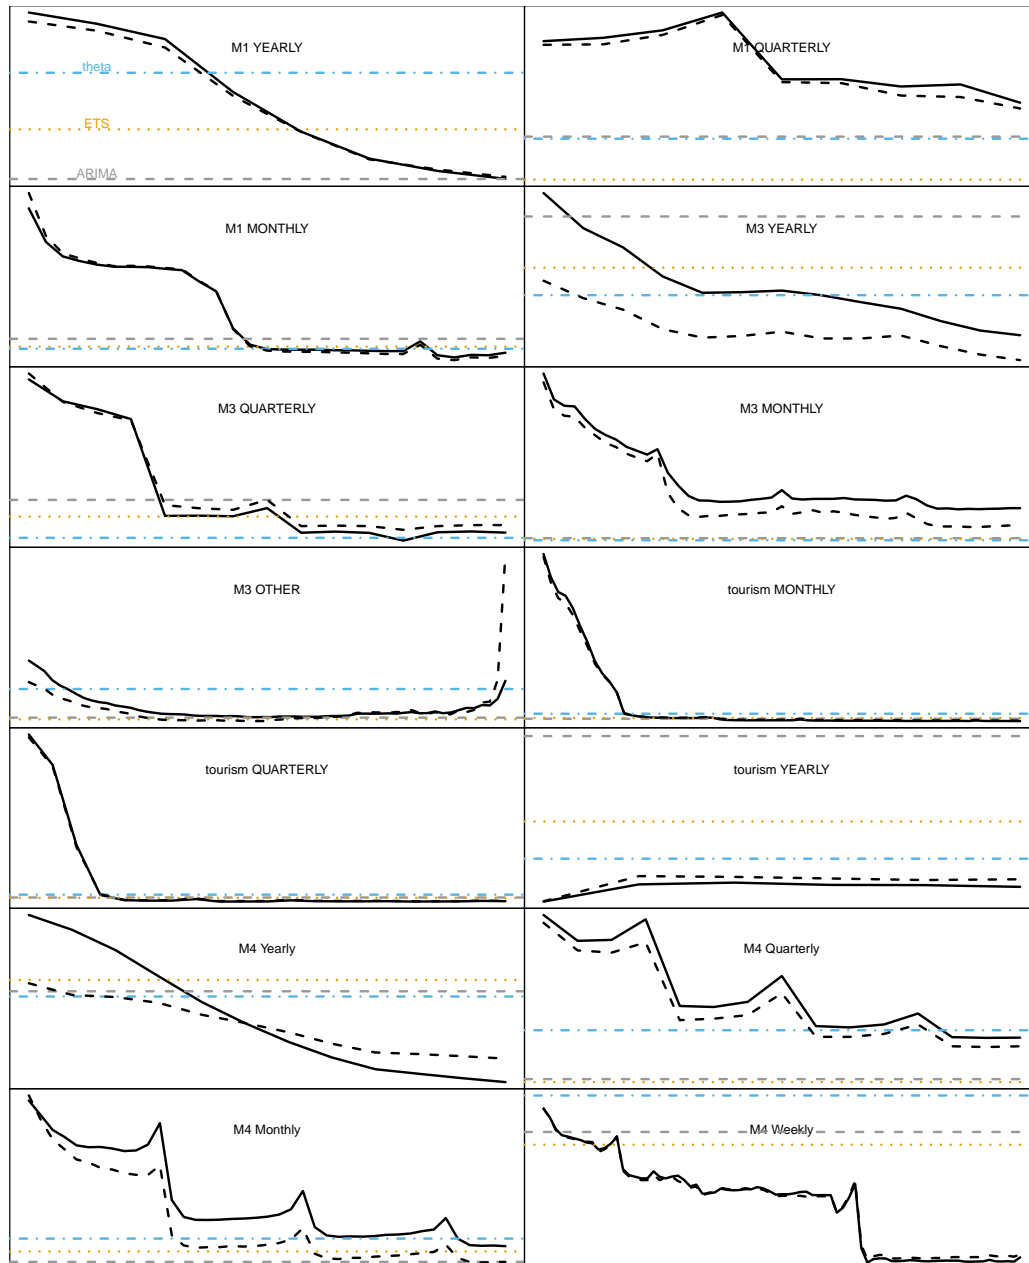 M1 YEARLY
theta
ETS
ARIMA
M1 QUARTERLY
M1 MONTHLY
M3 YEARLY
M3 QUARTERLY
M3 MONTHLY
M3 OTHER
tourism MONTHLY
tourism QUARTERLY
tourism YEARLY
M4 Yearly
M4 Quarterly
M4 Monthly
M4 Weekly